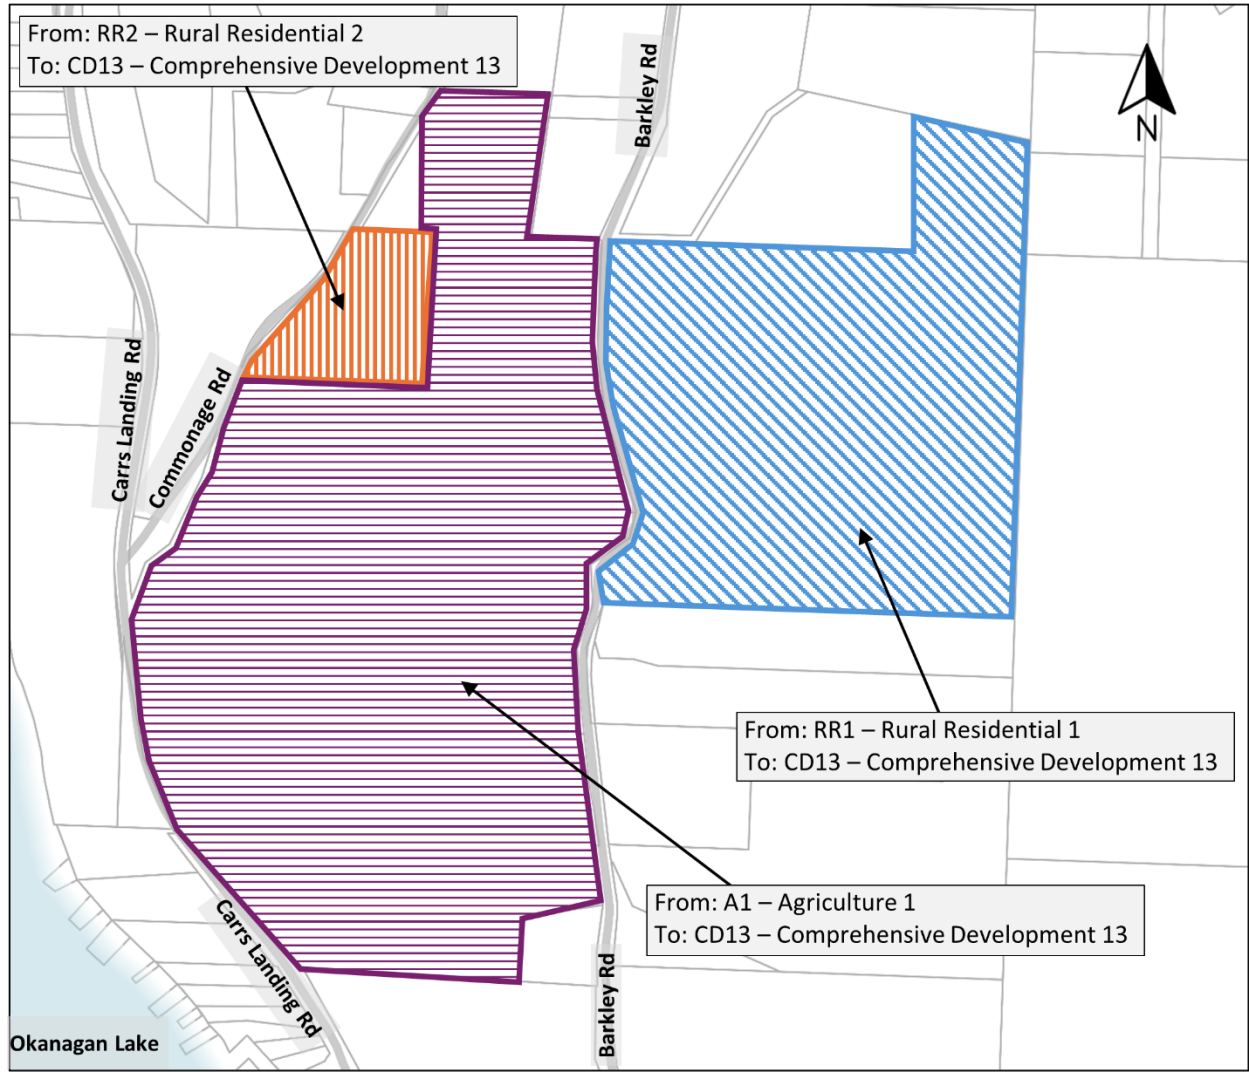 From: RR2 – Rural Residential 2
To: CD13 – Comprehensive Development 13
Barkley Rd
N
Carrs Landing Rd
Commonage Rd
From: RR1 – Rural Residential 1
To: CD13 – Comprehensive Development 13
From: A1 – Agriculture 1
To: CD13 – Comprehensive Development 13
Carrs Landing Rd
Barkley Rd
Okanagan Lake